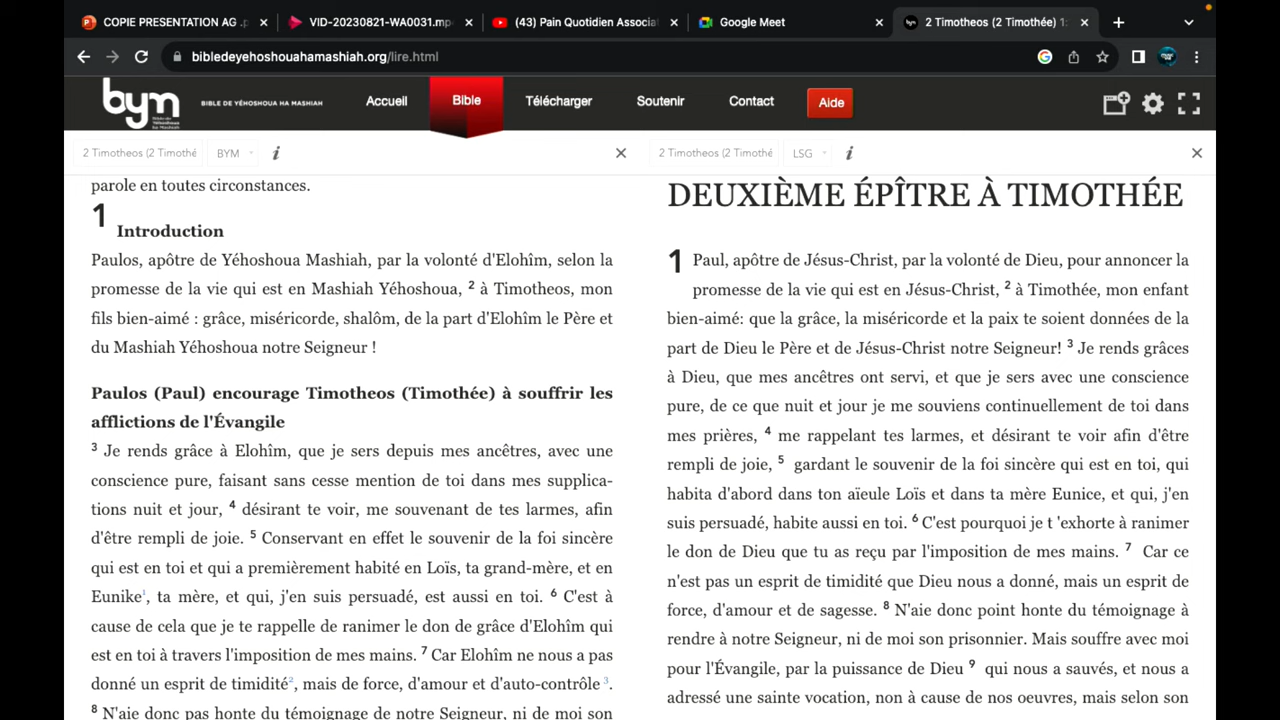 COPIE PRESENTATION AG .p
VID-20230821-WA0031.mp
(43) Pain Quotidien Associa
Google Meet
2 Timotheos (2 Timothée) 1:
bibledeyehoshouahamashiah.org/lire.html
bym
BIBLE DE YÉHOSHOUA HA MASHIAH
Accueil
Bible
Télécharger
Soutenir
Contact
Aide
2 Timotheos (2 Timothé
BYM
i
2 Timotheos (2 Timothé
LSG
i
parole en toutes circonstances.
1 Introduction
Paulos, apôtre de Yéhoshoua Mashiah, par la volonté d'Elohîm, selon la
promesse de la vie qui est en Mashiah Yéhoshoua, 2 à Timotheos, mon
fils bien-aimé : grâce, miséricorde, shalôm, de la part d'Elohîm le Père et
du Mashiah Yéhoshoua notre Seigneur !
Paulos (Paul) encourage Timotheos (Timothée) à souffrir les
afflictions de l'Évangile
3 Je rends grâce à Elohîm, que je sers depuis mes ancêtres, avec une
conscience pure, faisant sans cesse mention de toi dans mes supplica-
tions nuit et jour, 4 désirant te voir, me souvenant de tes larmes, afin
d'être rempli de joie. 5 Conservant en effet le souvenir de la foi sincère
qui est en toi et qui a premièrement habité en Loïs, ta grand-mère, et en
Eunike1, ta mère, et qui, j'en suis persuadé, est aussi en toi. 6 C'est à
cause de cela que je te rappelle de ranimer le don de grâce d'Elohîm qui
est en toi à travers l'imposition de mes mains. 7 Car Elohîm ne nous a pas
donné un esprit de timidité2, mais de force, d'amour et d'auto-contrôle 3.
8 N'aie donc pas honte du témoignage de notre Seigneur, ni de moi son
DEUXIÈME ÉPÎTRE À TIMOTHÉE
1 Paul, apôtre de Jésus-Christ, par la volonté de Dieu, pour annoncer la
promesse de la vie qui est en Jésus-Christ, 2 à Timothée, mon enfant
bien-aimé: que la grâce, la miséricorde et la paix te soient données de la
part de Dieu le Père et de Jésus-Christ notre Seigneur! 3 Je rends grâces
à Dieu, que mes ancêtres ont servi, et que je sers avec une conscience
pure, de ce que nuit et jour je me souviens continuellement de toi dans
mes prières, 4 me rappelant tes larmes, et désirant te voir afin d'être
rempli de joie, 5 gardant le souvenir de la foi sincère qui est en toi, qui
habita d'abord dans ton aïeule Loïs et dans ta mère Eunice, et qui, j'en
suis persuadé, habite aussi en toi. 6 C'est pourquoi je t 'exhorte à ranimer
le don de Dieu que tu as reçu par l'imposition de mes mains. 7 Car ce
n'est pas un esprit de timidité que Dieu nous a donné, mais un esprit de
force, d'amour et de sagesse. 8 N'aie donc point honte du témoignage à
rendre à notre Seigneur, ni de moi son prisonnier. Mais souffre avec moi
pour l'Évangile, par la puissance de Dieu 9 qui nous a sauvés, et nous a
adressé une sainte vocation, non à cause de nos oeuvres, mais selon son